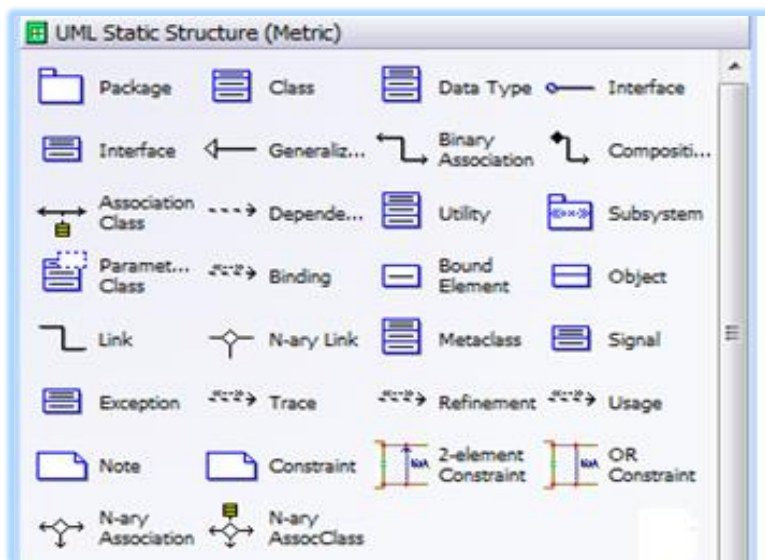 UML Static Structure (Metric)
Package Class Data Type Interface
Interface Generaliz... Binary Association Compositi...
Association Class Depende... Utility Subsystem
Paramet... Class Binding Bound Element Object
Link N-ary Link Metaclass Signal
Exception Trace Refinement Usage
Note Constraint 2-element Constraint OR Constraint
N-ary Association N-ary AssocClass